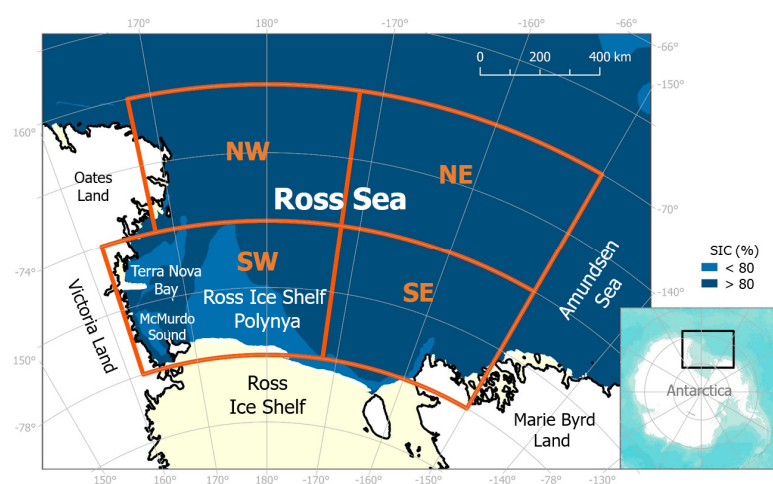 170°
180°
-170°
-160°
-66°
-150°
0 200 400 km
160°
NW
NE
Oates
Land
Ross Sea
-70°
-74°
SW
SE
Terra Nova
Bay
Ross Ice Shelf
Polynya
McMurdo
Sound
Victoria Land
Amundsen
Sea
-140°
SIC (%)
< 80
> 80
150°
Ross
Ice Shelf
Marie Byrd
Land
Antarctica
-78°
150°
160°
170°
180°
-170°
-160°
-150°
-140°
-78°
-130°